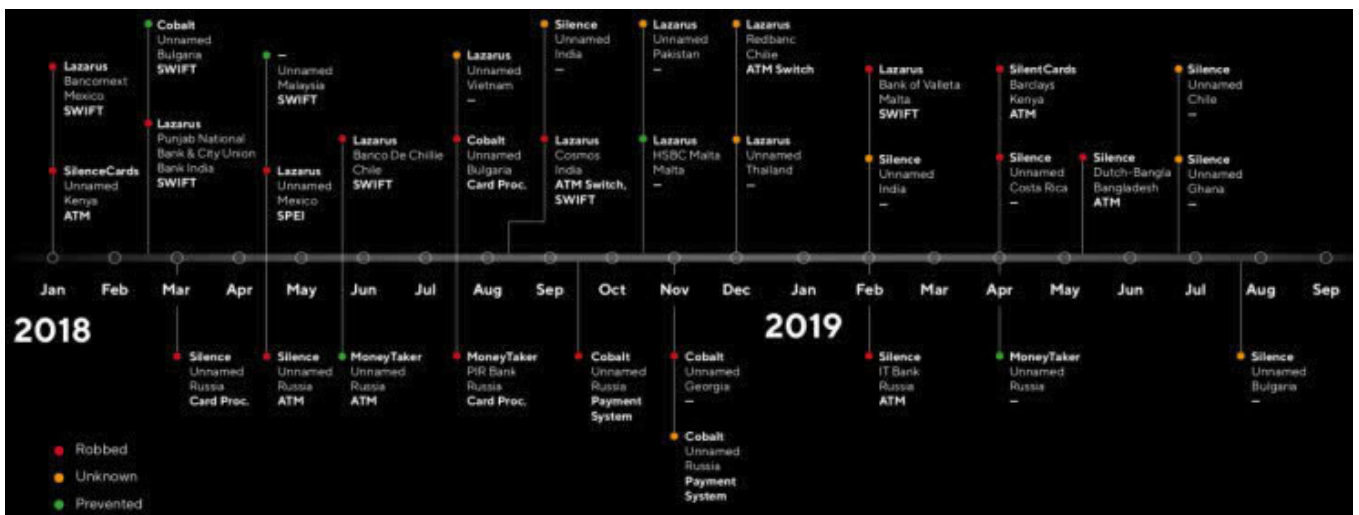 Lazarus
Bancomext
Mexico
SWIFT
SilenceCards
Unnamed
Kenya
ATM
Cobalt
Unnamed
Bulgaria
SWIFT
Lazarus
Punjab National
Bank & City Union
Bank India
SWIFT
–
Unnamed
Malaysia
SWIFT
Lazarus
Unnamed
Mexico
SPEI
Lazarus
Banco De Chillie
Chile
SWIFT
Lazarus
Unnamed
Vietnam
–
Cobalt
Unnamed
Bulgaria
Card Proc.
Silence
Unnamed
India
–
Lazarus
Cosmos
India
ATM Switch,
SWIFT
Lazarus
Unnamed
Pakistan
–
Lazarus
HSBC Malta
Malta
–
Lazarus
Redbanc
Chile
ATM Switch
Lazarus
Unnamed
Thailand
–
Lazarus
Bank of Valleta
Malta
SWIFT
Silence
Unnamed
India
–
SilentCards
Barclays
Kenya
ATM
Silence
Unnamed
Costa Rica
–
Silence
Dutch-Bangla
Bangladesh
ATM
Silence
Unnamed
Chile
–
Silence
Unnamed
Ghana
–
Jan Feb Mar Apr May Jun Jul Aug Sep Oct Nov Dec Jan Feb Mar Apr May Jun Jul Aug Sep
2018 2019
Silence
Unnamed
Russia
Card Proc.
Silence
Unnamed
Russia
ATM
MoneyTaker
Unnamed
Russia
ATM
MoneyTaker
PIR Bank
Russia
Card Proc.
Cobalt
Unnamed
Russia
Payment
System
Cobalt
Unnamed
Georgia
–
Cobalt
Unnamed
Russia
Payment
System
Silence
IT Bank
Russia
ATM
MoneyTaker
Unnamed
Russia
–
Silence
Unnamed
Bulgaria
–
Robbed
Unknown
Prevented